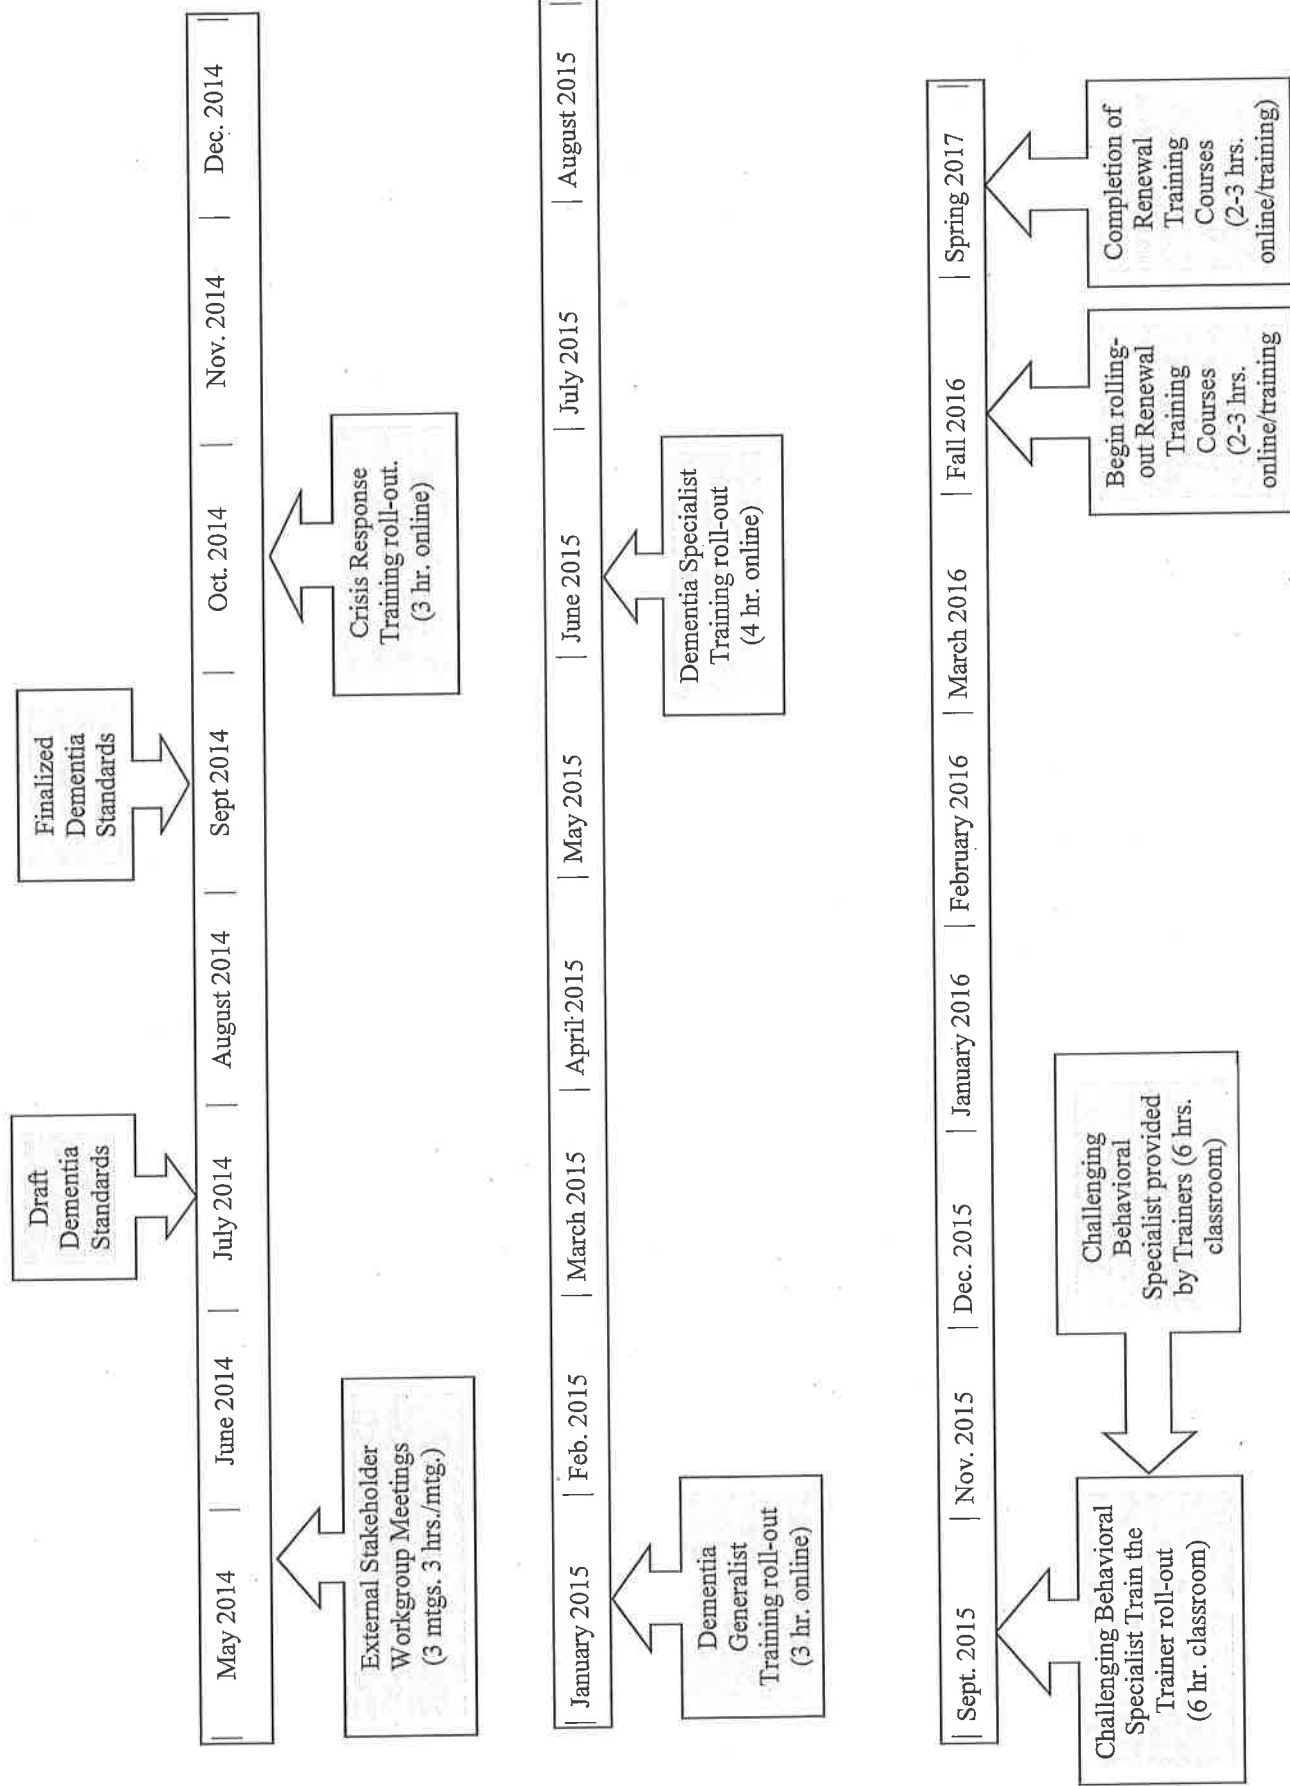 Draft
Dementia
Standards
Finalized
Dementia
Standards
| May 2014 | June 2014 | July 2014 | August 2014 | Sept 2014 | Oct. 2014 | Nov. 2014 | Dec. 2014 |
External Stakeholder
Workgroup Meetings
(3 mtgs. 3 hrs./mtg.)
Crisis Response
Training roll-out.
(3 hr. online)
| January 2015 | Feb. 2015 | March 2015 | April 2015 | May 2015 | June 2015 | July 2015 | August 2015 |
Dementia
Generalist
Training roll-out
(3 hr. online)
Dementia Specialist
Training roll-out
(4 hr. online)
| Sept. 2015 | Nov. 2015 | Dec. 2015 | January 2016 | February 2016 | March 2016 | Fall 2016 | Spring 2017 |
Challenging Behavioral
Specialist Train the
Trainer roll-out
(6 hr. classroom)
Challenging
Behavioral
Specialist provided
by Trainers (6 hrs.
classroom)
Begin rolling-
out Renewal
Training
Courses
(2-3 hrs.
online/training
Completion of
Renewal
Training
Courses
(2-3 hrs.
online/training)